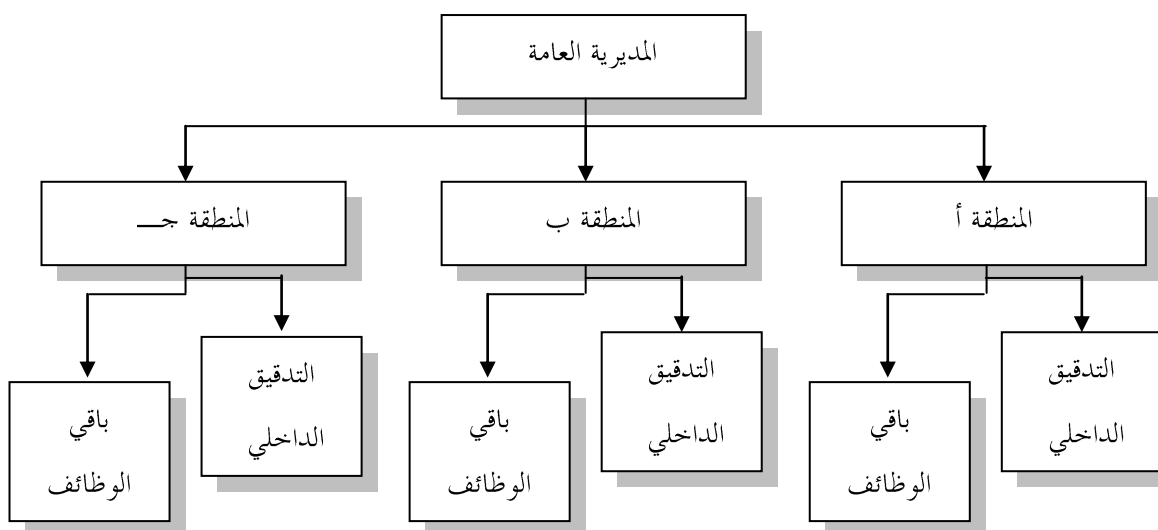 المديرية العامة
المنطقة أ
المنطقة ب
المنطقة جـــ
التدقيق
الداخلي
باقي
الوظائف
التدقيق
الداخلي
باقي
الوظائف
التدقيق
الداخلي
باقي
الوظائف